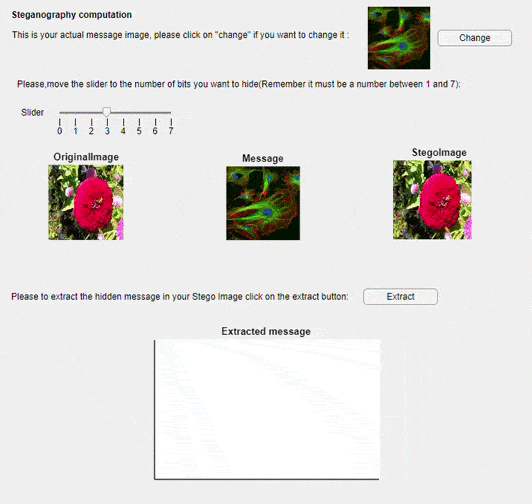 Steganography computation
This is your actual message image, please click on "change" if you want to change it :
Change
Please,move the slider to the number of bits you want to hide(Remember it must be a number between 1 and 7):
Slider
0 1 2 3 4 5 6 7
OriginalImage
Message
StegoImage
Please to extract the hidden message in your Stego Image click on the extract button:
Extract
Extracted message